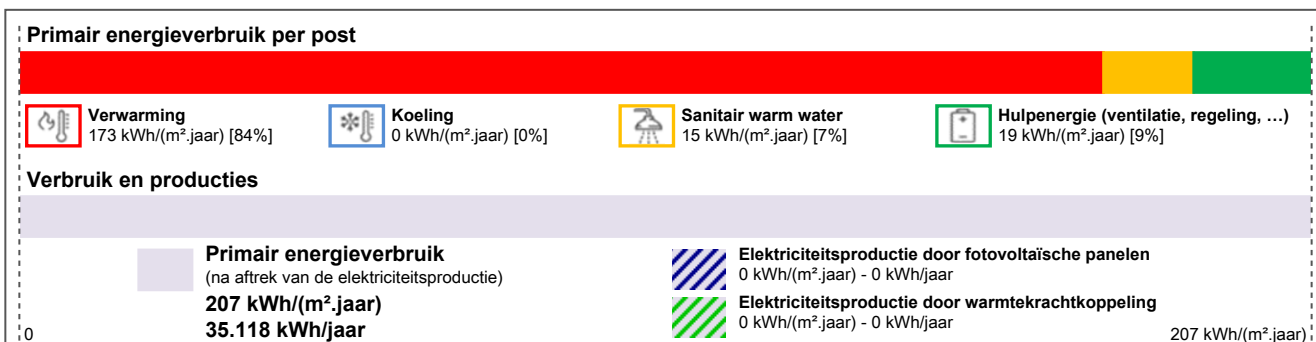 Primair energieverbruik per post
Verwarming
173 kWh/(m².jaar) [84%]
Koeling
0 kWh/(m².jaar) [0%]
Sanitair warm water
15 kWh/(m².jaar) [7%]
Hulpenergie (ventilatie, regeling, …)
19 kWh/(m².jaar) [9%]
Verbruik en producties
Primair energieverbruik
(na aftrek van de elektriciteitsproductie)
207 kWh/(m².jaar)
35.118 kWh/jaar
Elektriciteitsproductie door fotovoltaïsche panelen
0 kWh/(m².jaar) - 0 kWh/jaar
Elektriciteitsproductie door warmtekrachtkoppeling
0 kWh/(m².jaar) - 0 kWh/jaar
0
207 kWh/(m².jaar)